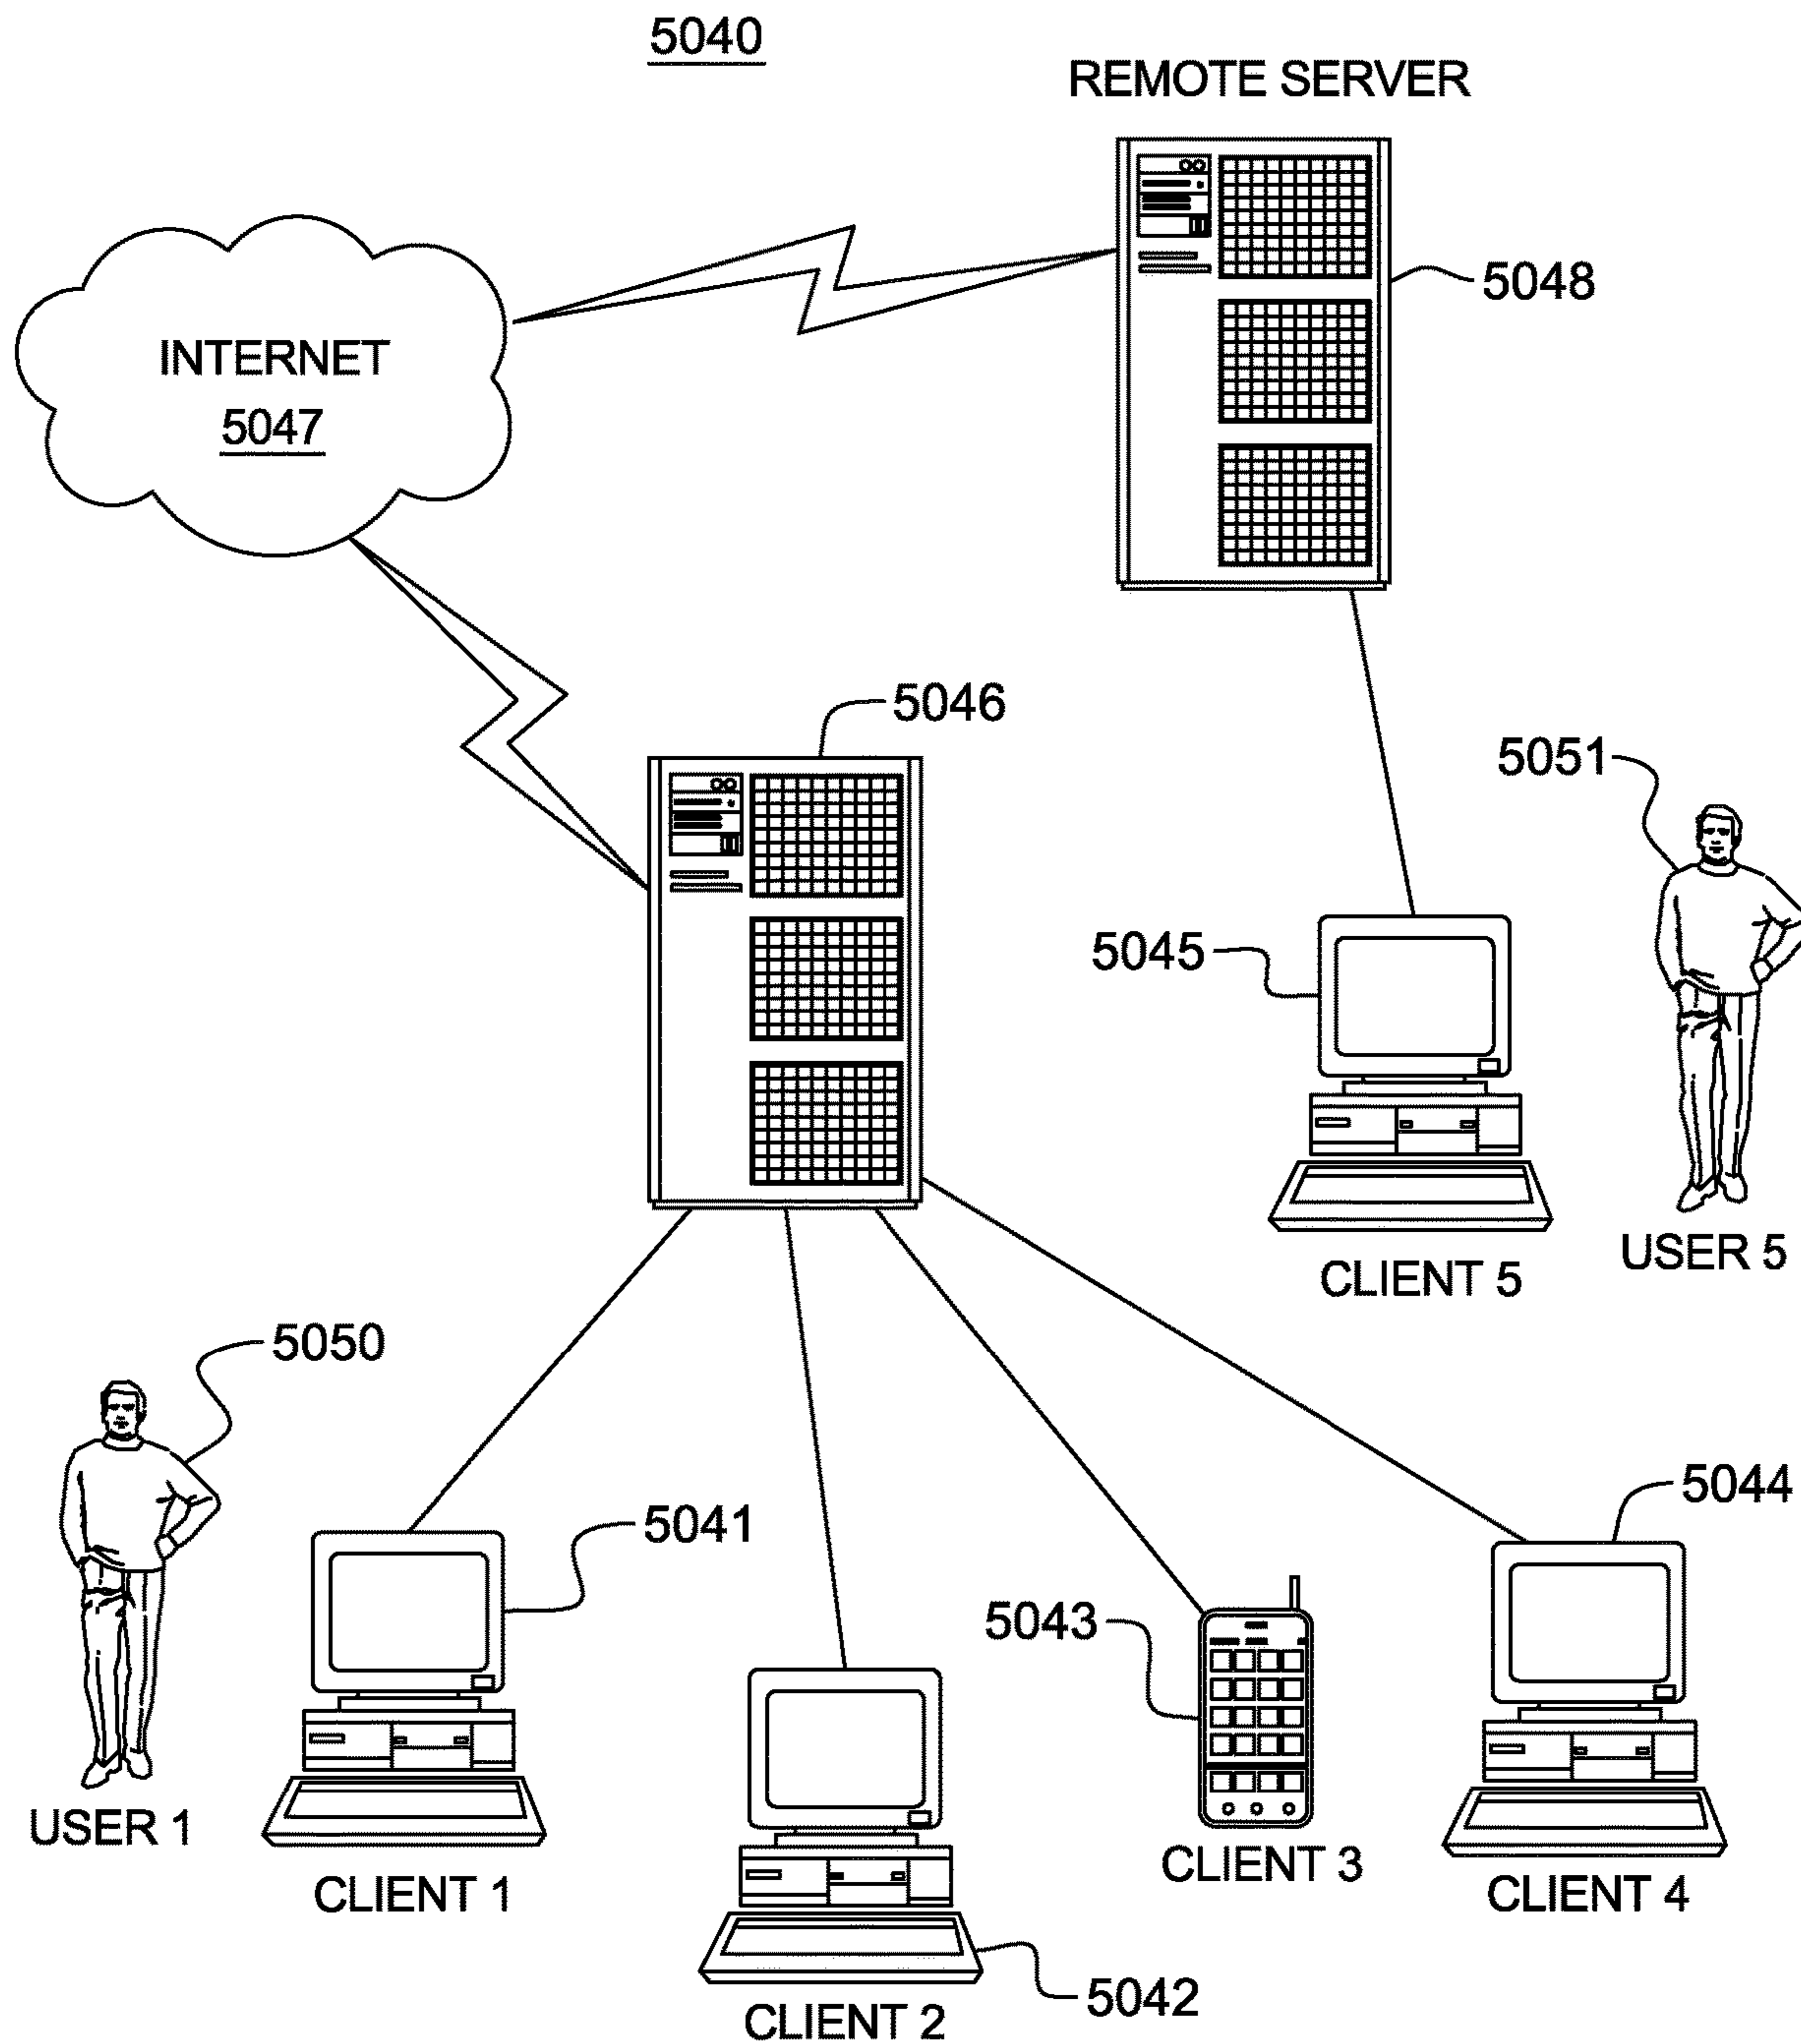 5040
REMOTE SERVER
5048
INTERNET
5047
5046
5051
5045
USER 5
CLIENT 5
5050
5044
5041
5043
USER 1
CLIENT 3
CLIENT 1
CLIENT 4
5042
CLIENT 2